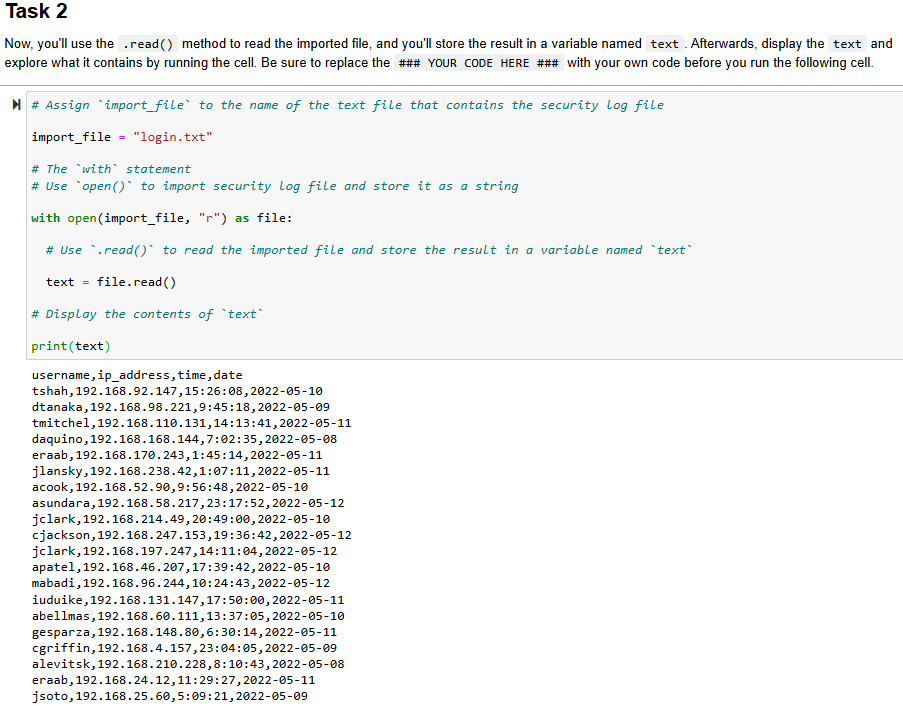 Task 2
Now, you'll use the .read() method to read the imported file, and you'll store the result in a variable named text . Afterwards, display the text and
explore what it contains by running the cell. Be sure to replace the ### YOUR CODE HERE ### with your own code before you run the following cell.
# Assign `import_file` to the name of the text file that contains the security log file
import_file = "login.txt"
# The `with` statement
# Use `open()` to import security log file and store it as a string
with open(import_file, "r") as file:
# Use `.read()` to read the imported file and store the result in a variable named `text`
text = file.read()
# Display the contents of `text`
print(text)
username,ip_address,time,date
tshah,192.168.92.147,15:26:08,2022-05-10
dtanaka,192.168.98.221,9:45:18,2022-05-09
tmitchel,192.168.110.131,14:13:41,2022-05-11
daquino,192.168.168.144,7:02:35,2022-05-08
eraab,192.168.170.243,1:45:14,2022-05-11
jlansky,192.168.238.42,1:07:11,2022-05-11
acook,192.168.52.90,9:56:48,2022-05-10
asundara,192.168.58.217,23:17:52,2022-05-12
jclark,192.168.214.49,20:49:00,2022-05-10
cjackson,192.168.247.153,19:36:42,2022-05-12
jclark,192.168.197.247,14:11:04,2022-05-12
apatel,192.168.46.207,17:39:42,2022-05-10
mabadi,192.168.96.244,10:24:43,2022-05-12
iuduike,192.168.131.147,17:50:00,2022-05-11
abellmas,192.168.60.111,13:37:05,2022-05-10
gesparza,192.168.148.80,6:30:14,2022-05-11
cgriffin,192.168.4.157,23:04:05,2022-05-09
alevitsk,192.168.210.228,8:10:43,2022-05-08
eraab,192.168.24.12,11:29:27,2022-05-11
jsoto,192.168.25.60,5:09:21,2022-05-09